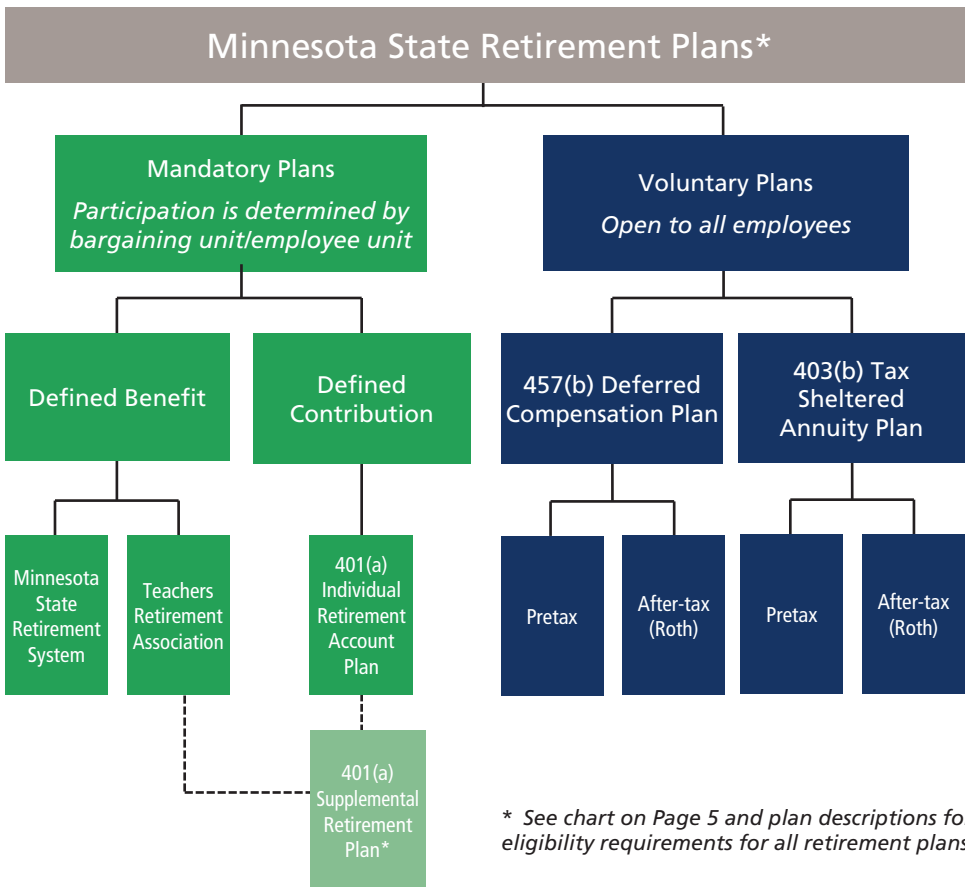 Minnesota State Retirement Plans*
Mandatory Plans
Participation is determined by
bargaining unit/employee unit
Voluntary Plans
Open to all employees
Defined Benefit
Defined
Contribution
457(b) Deferred
Compensation Plan
403(b) Tax
Sheltered
Annuity Plan
Minnesota
State
Retirement
System
Teachers
Retirement
Association
401(a)
Individual
Retirement
Account
Plan
Pretax
After-tax
(Roth)
Pretax
After-tax
(Roth)
401(a)
Supplemental
Retirement
Plan*
* See chart on Page 5 and plan descriptions for
eligibility requirements for all retirement plans